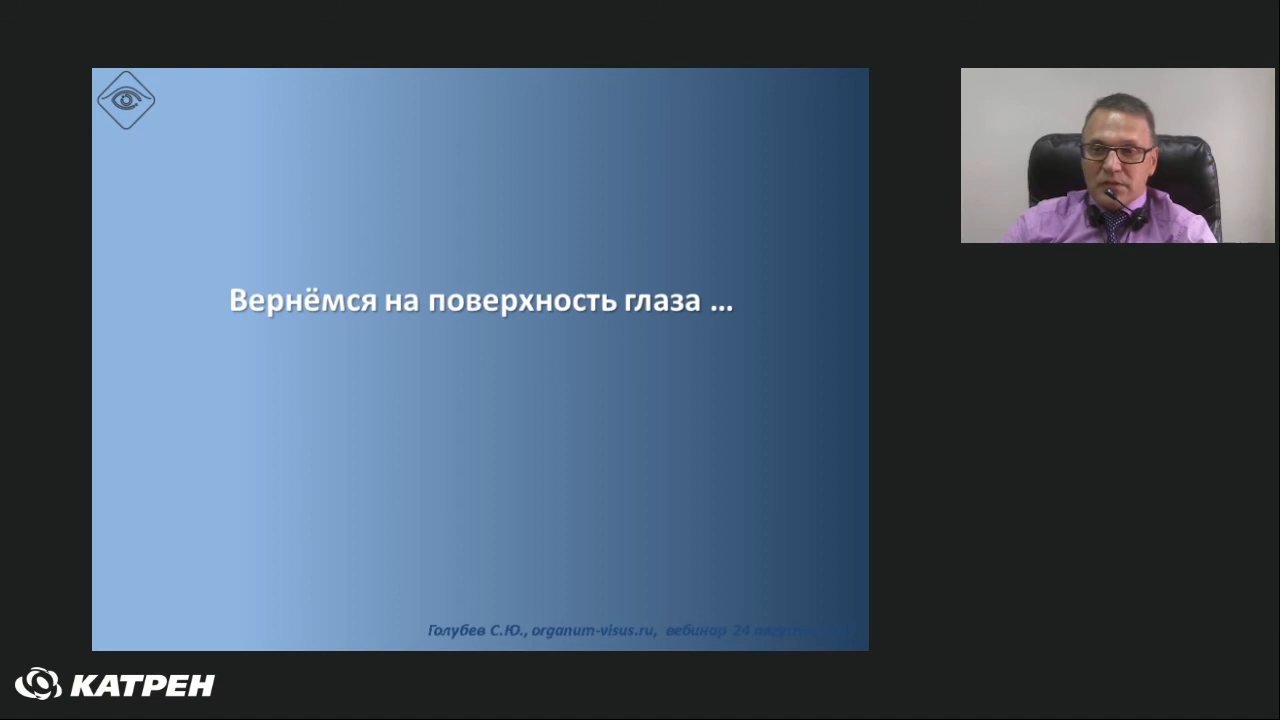 Вернёмся на поверхность глаза ...
Голубев С.Ю., organum-visus.ru, вебинар 24
КАТРЕН